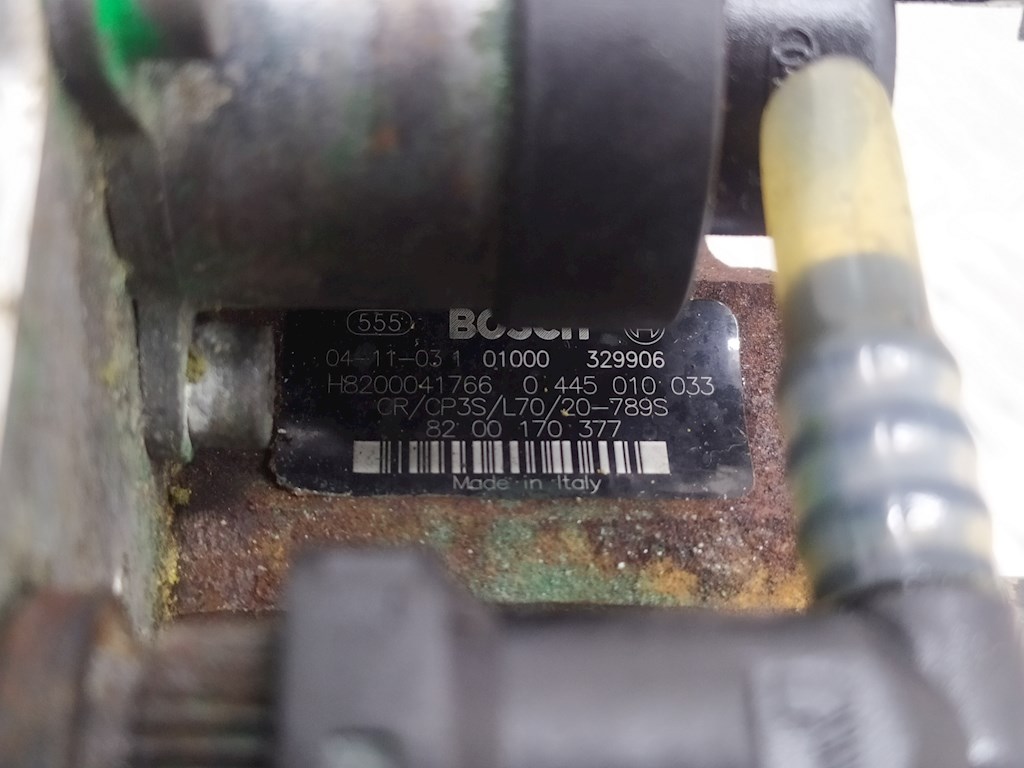 555 BOSCH
04-11-03 1 01000 329906
H8200041766 0.445 010 033
CR/CP3S/L70/20-789S
82 00 170 377
Made in Italy